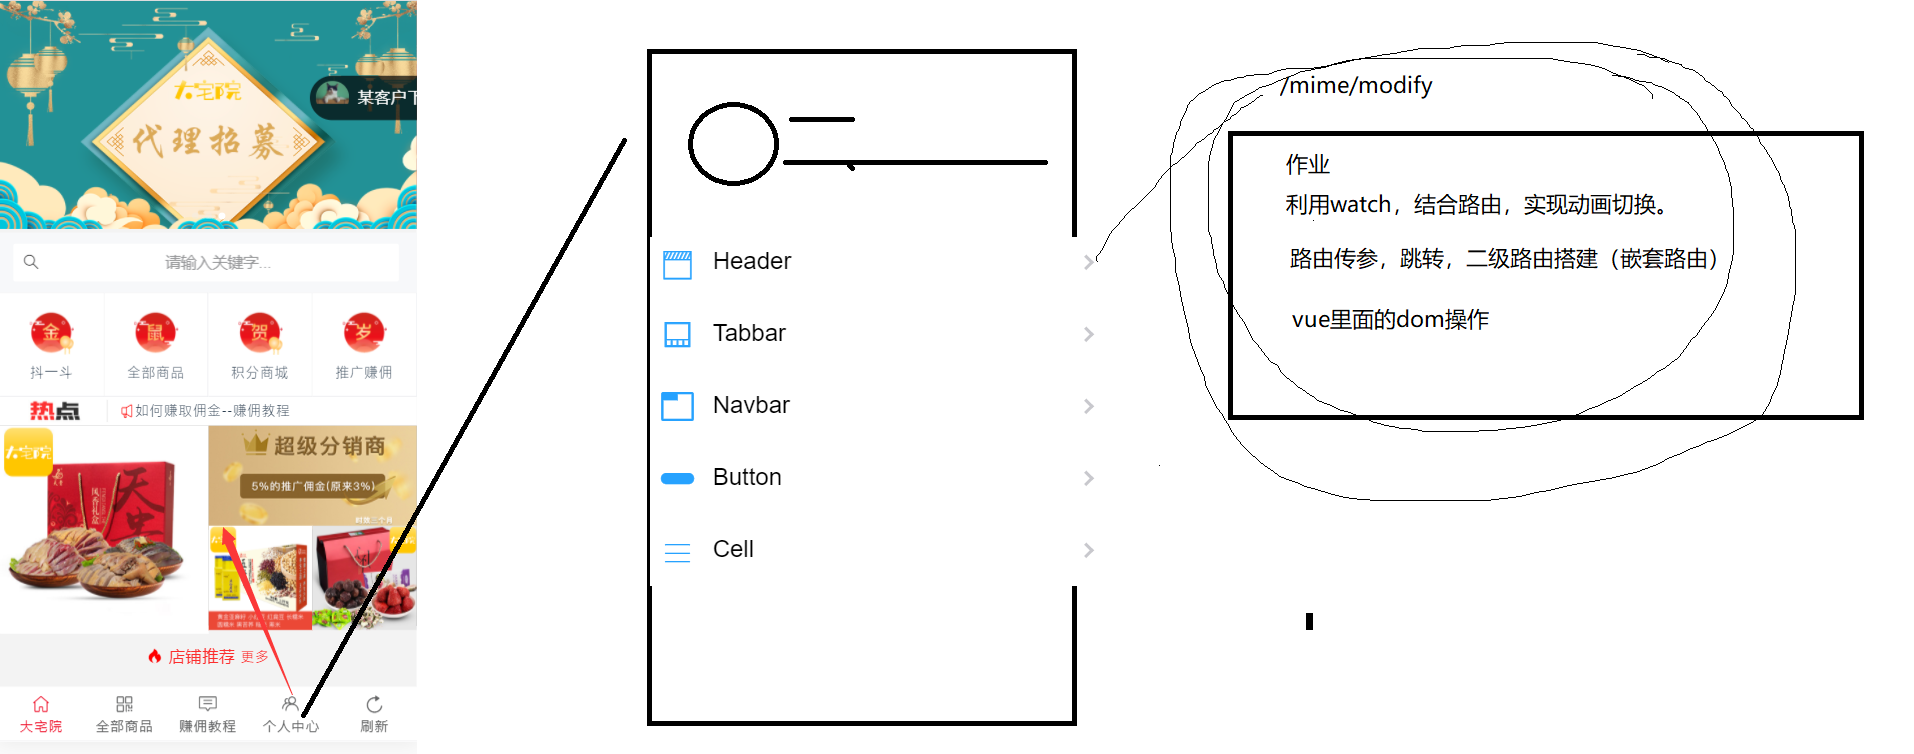 大宅院
某客户下
代理招募
请输入关键字...
金
鼠
贺
岁
抖一斗
全部商品
积分商城
推广赚佣
热点
如何赚取佣金--赚佣教程
大宅院
超级分销商
5%的推广佣金(原来3%)
时效三个月
店铺推荐 更多
大宅院
全部商品
赚佣教程
个人中心
刷新
Header
Tabbar
Navbar
Button
Cell
/mime/modify
作业
利用watch，结合路由，实现动画切换。
路由传参，跳转，二级路由搭建（嵌套路由）
vue里面的dom操作